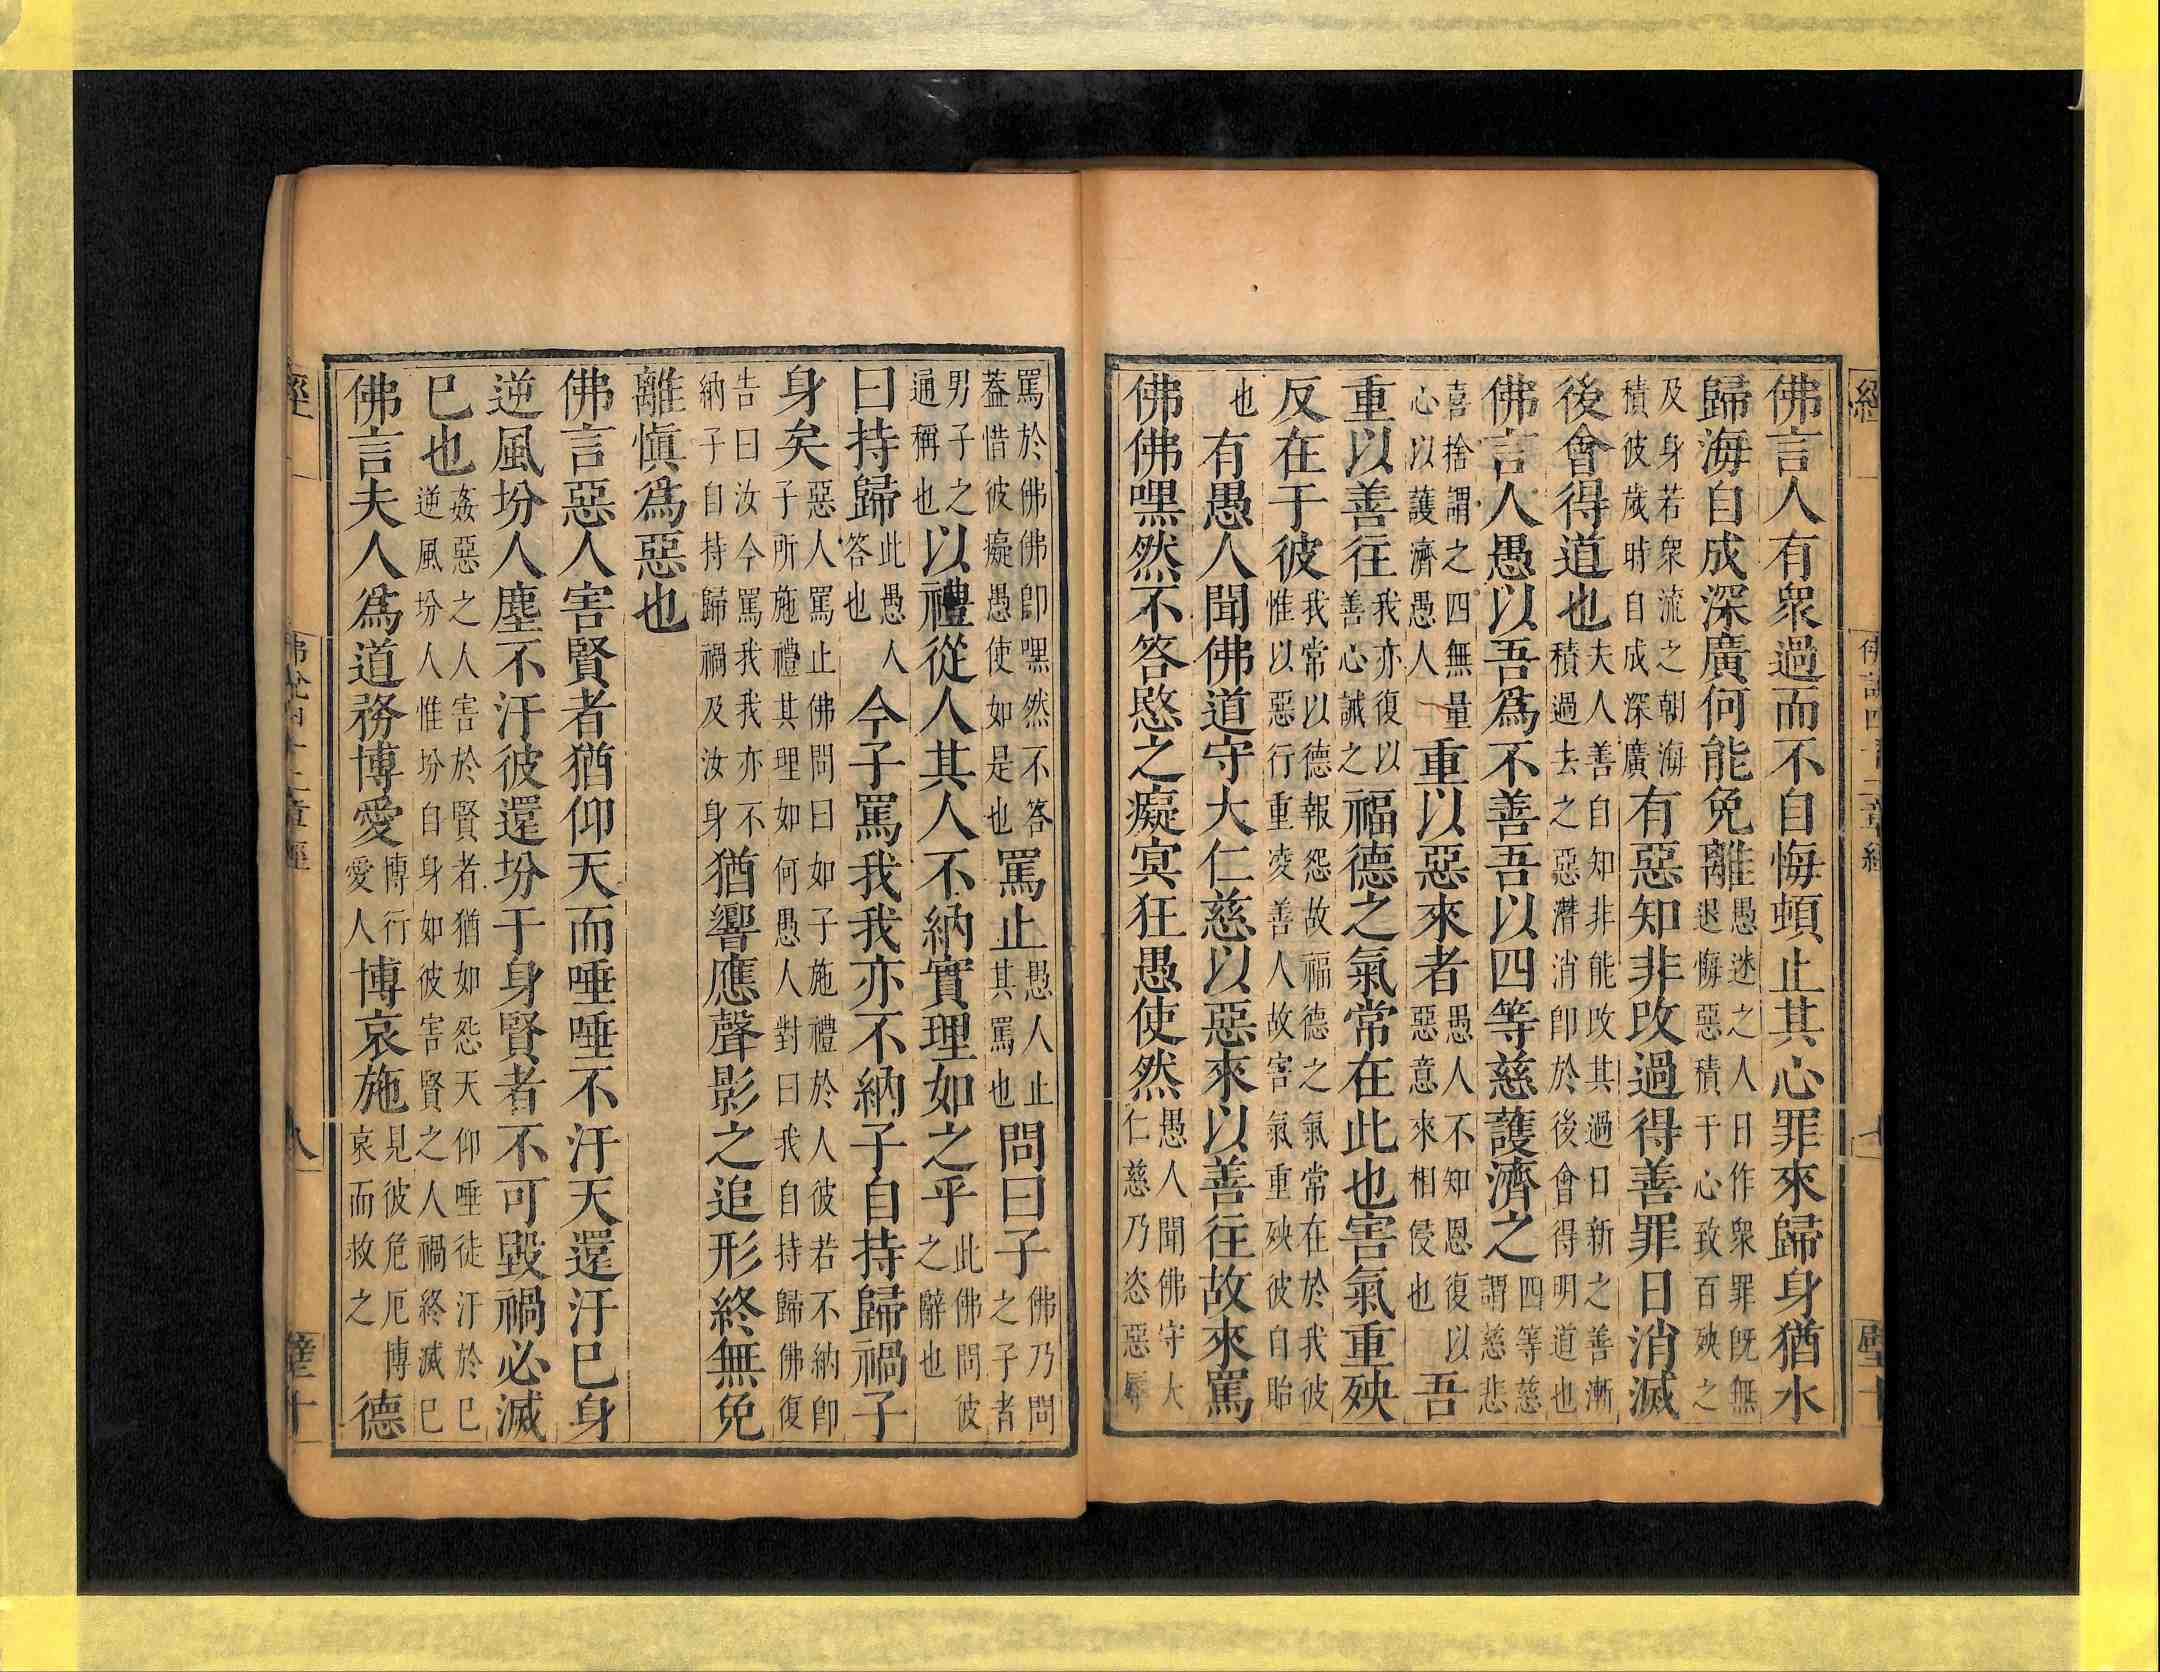 佛言人有衆過而不自悔頓止其心罪來歸身猶水
歸海自成深廣何能免離愚迷之人日作衆罪既無退悔惡積于心致百殃之
及身若衆流之朝海積彼歲時自成深廣有惡知非改過得善罪日消滅
後會得道也夫人善自知非能改其過日新之善漸積過去之惡潛消卽於後會得明道也
佛言人愚以吾爲不善吾以四等慈護濟之四等慈謂慈悲
喜捨謂之四無量心以護濟愚人重以惡來者愚人不知恩復以惡意來相侵也吾
重以善往我亦復以善心誡之福德之氣常在此也害氣重殃
反在于彼我常以德報怨故福德之氣常在於我彼惟以惡行重凌善人故害氣重殃彼自貽
也有愚人聞佛道守大仁慈以惡來以善往故來罵
佛佛嘿然不答愍之癡冥狂愚使然愚人聞佛守大仁慈乃恣惡辱
罵於佛佛卽嘿然不答蓋惜彼癡愚使如是也罵止愚人止其罵也問曰子佛乃問之子者
男子之通稱也以禮從人其人不納實理如之乎此佛問彼之辭也
曰持歸此愚人答也今子罵我我亦不納子自持歸禍子
身矣惡人罵止佛問曰如子施禮於人彼若不納卽子所施禮其理如何愚人對曰我自持歸佛復
告曰汝今罵我我亦不納子自持歸禍及汝身猶響應聲影之追形終無免
離愼爲惡也
佛言惡人害賢者猶仰天而唾唾不汙天還汙已身
逆風坋人塵不汙彼還坋于身賢者不可毀禍必滅
已也姦惡之人害於賢者猶如怨天仰唾徒汙於已逆風坋人惟坋自身如彼害賢之人禍終滅已
佛言夫人爲道務博愛博行愛人博哀施見彼危厄博哀而救之德
經
佛說四十二章經
八
壁十